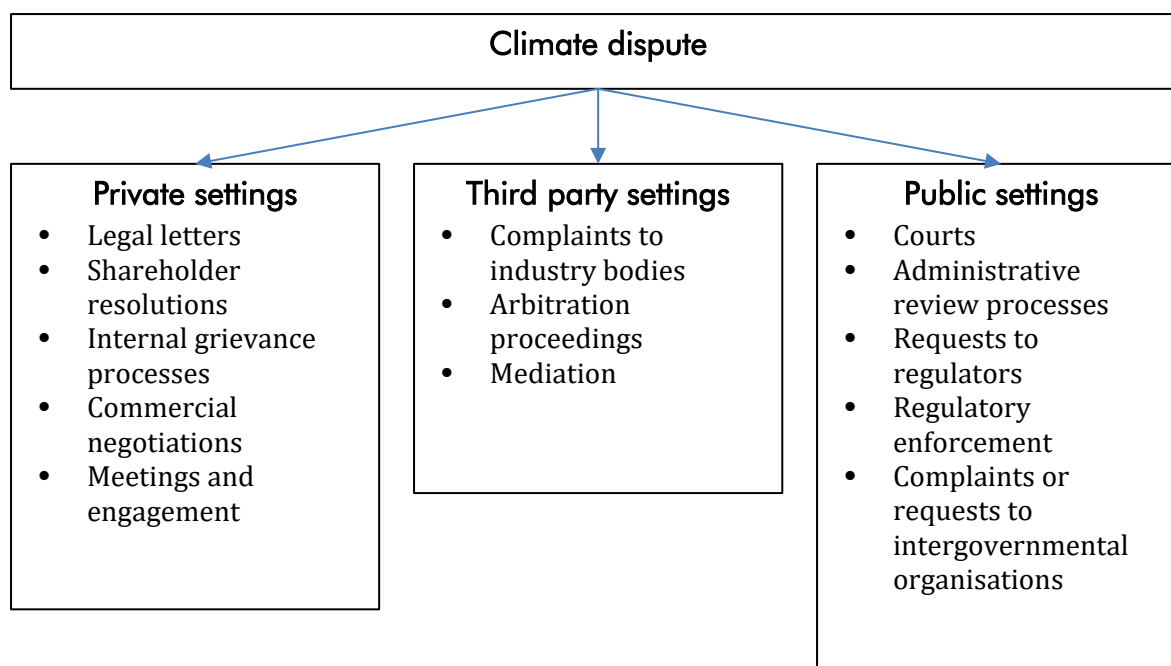 Climate dispute
Private settings
• Legal letters
• Shareholder
resolutions
• Internal grievance
processes
• Commercial
negotiations
• Meetings and
engagement
Third party settings
• Complaints to
industry bodies
• Arbitration
proceedings
• Mediation
Public settings
• Courts
• Administrative
review processes
• Requests to
regulators
• Regulatory
enforcement
• Complaints or
requests to
intergovernmental
organisations